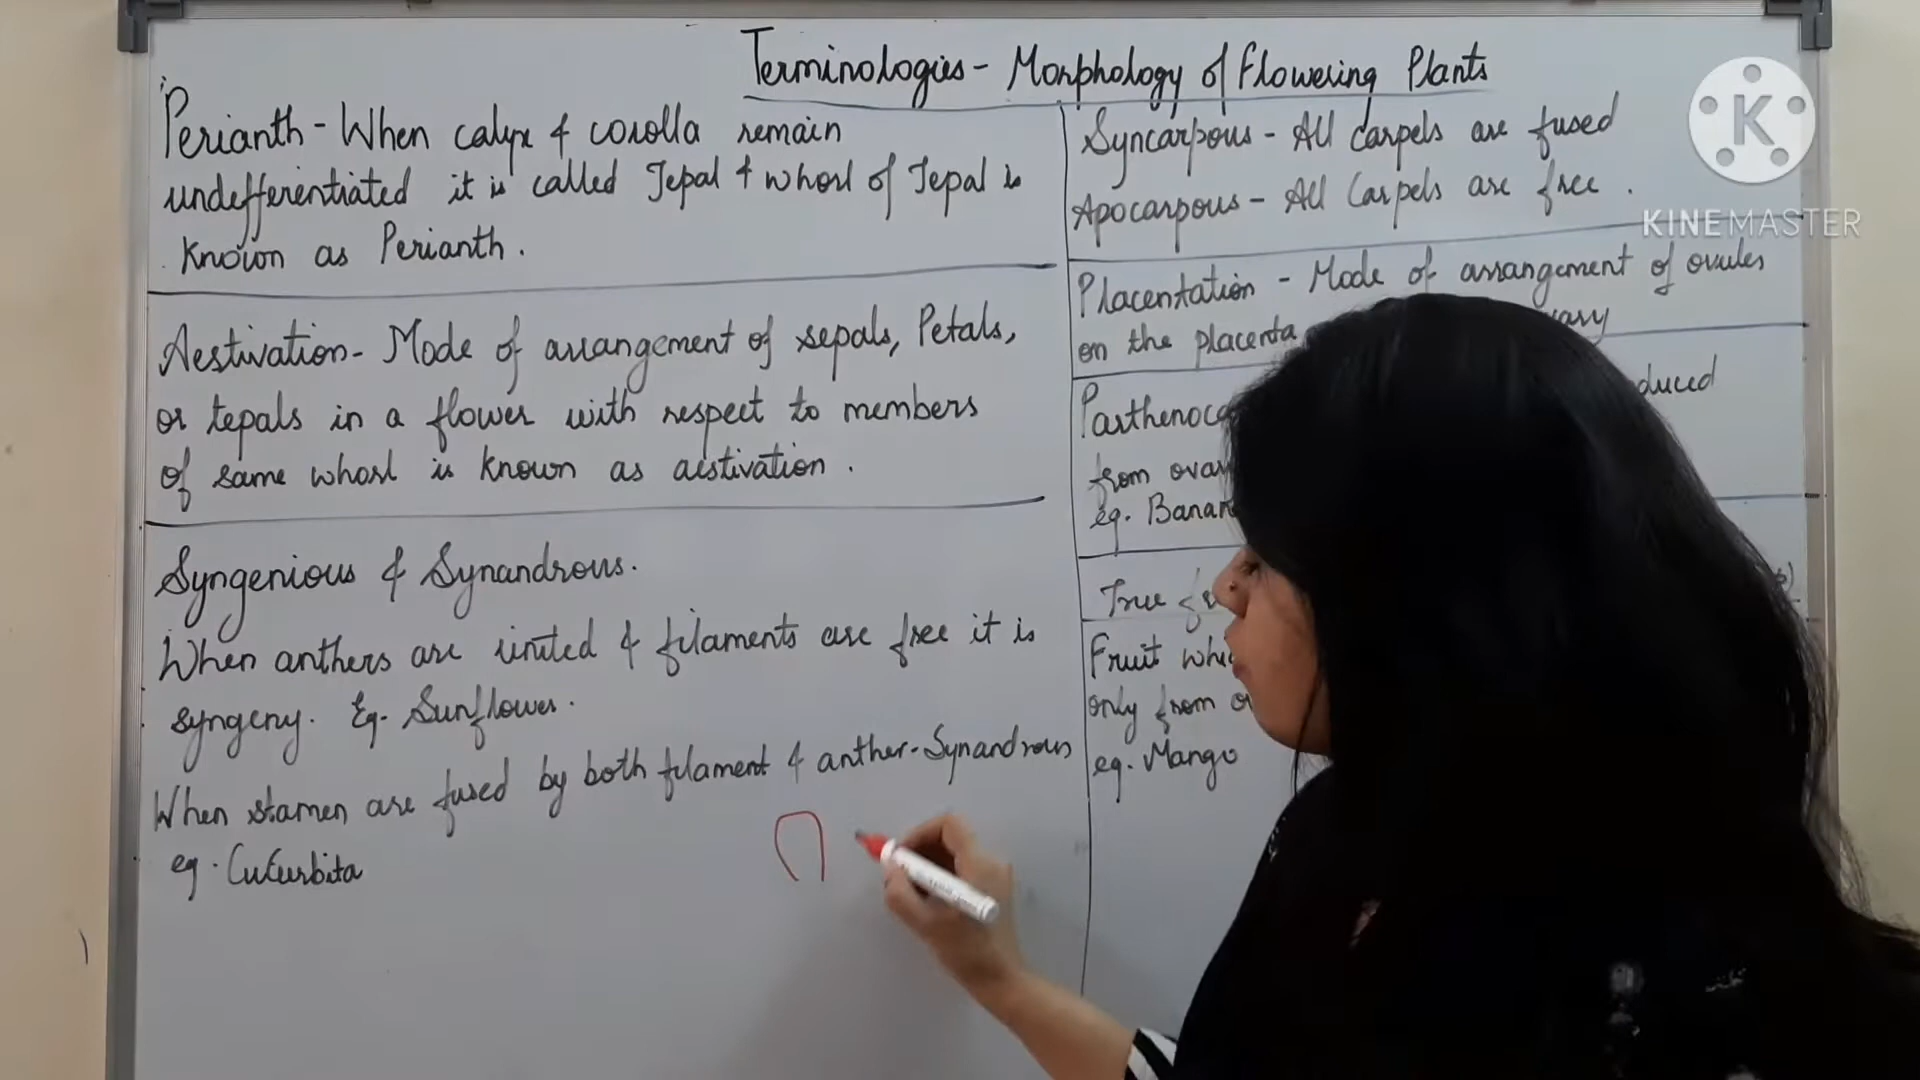 Terminologies - Morphology of Flowering Plants
Perianth - When calyx & corolla remain
undefferentiated it is called Tepal & whorl of Tepal is
known as Perianth.
Aestivation - Mode of arrangement of sepals, Petals,
or tepals in a flower with respect to members
of same whorl is known as aestivation.
Syngenious & Synandrous.
When anthers are united & filaments are free it is
syngeny. Eg- Sunflower.
When stamen are fused by both filament & anther - Synandrous
eg. Cucurbita
Syncarpous - All Carpels are fused
Apocarpous - All Carpels are free.
Placentation - Mode of arrangement of ovules
on the placenta
from
eg.
True
Fruit
only from
eg. Mango
K
KINEMASTER